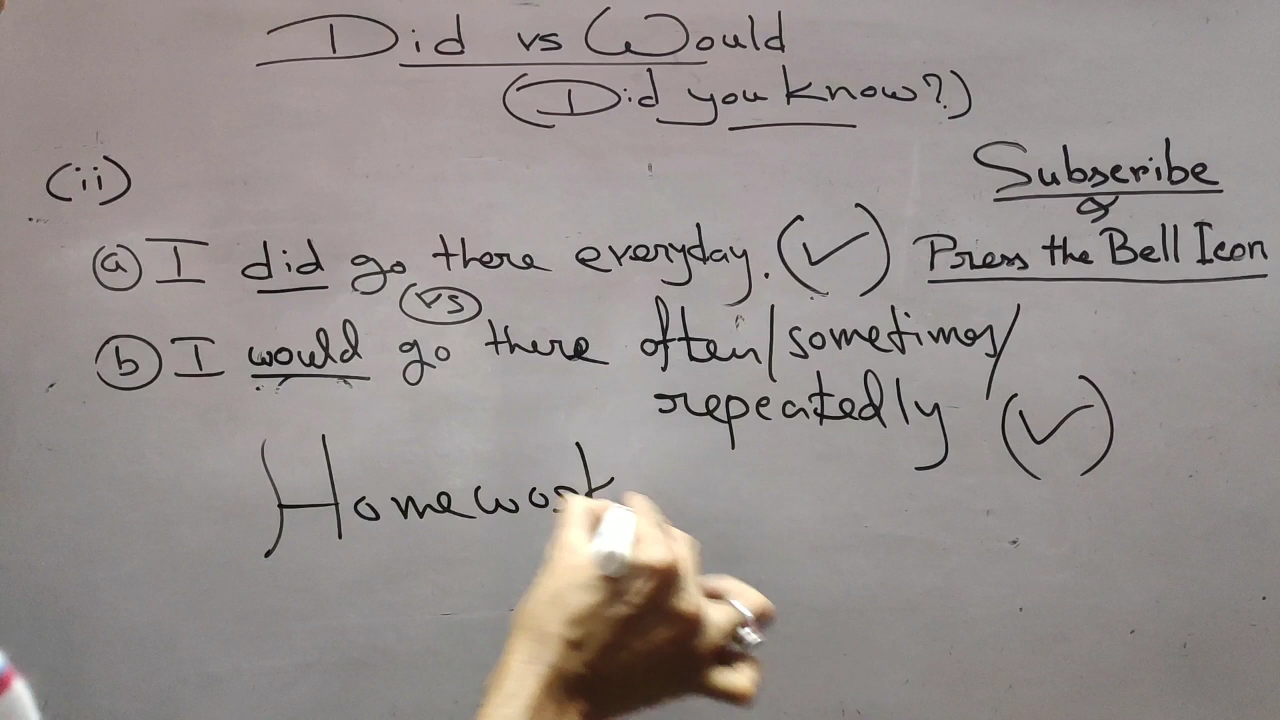 Did vs Would
(Did you know?)
(ii)
Subscribe
&
(a) I did go there everyday. (✓)
Press the Bell Icon
(vs)
(b) I would go there often/sometimes/
repeatedly (✓)
Homework